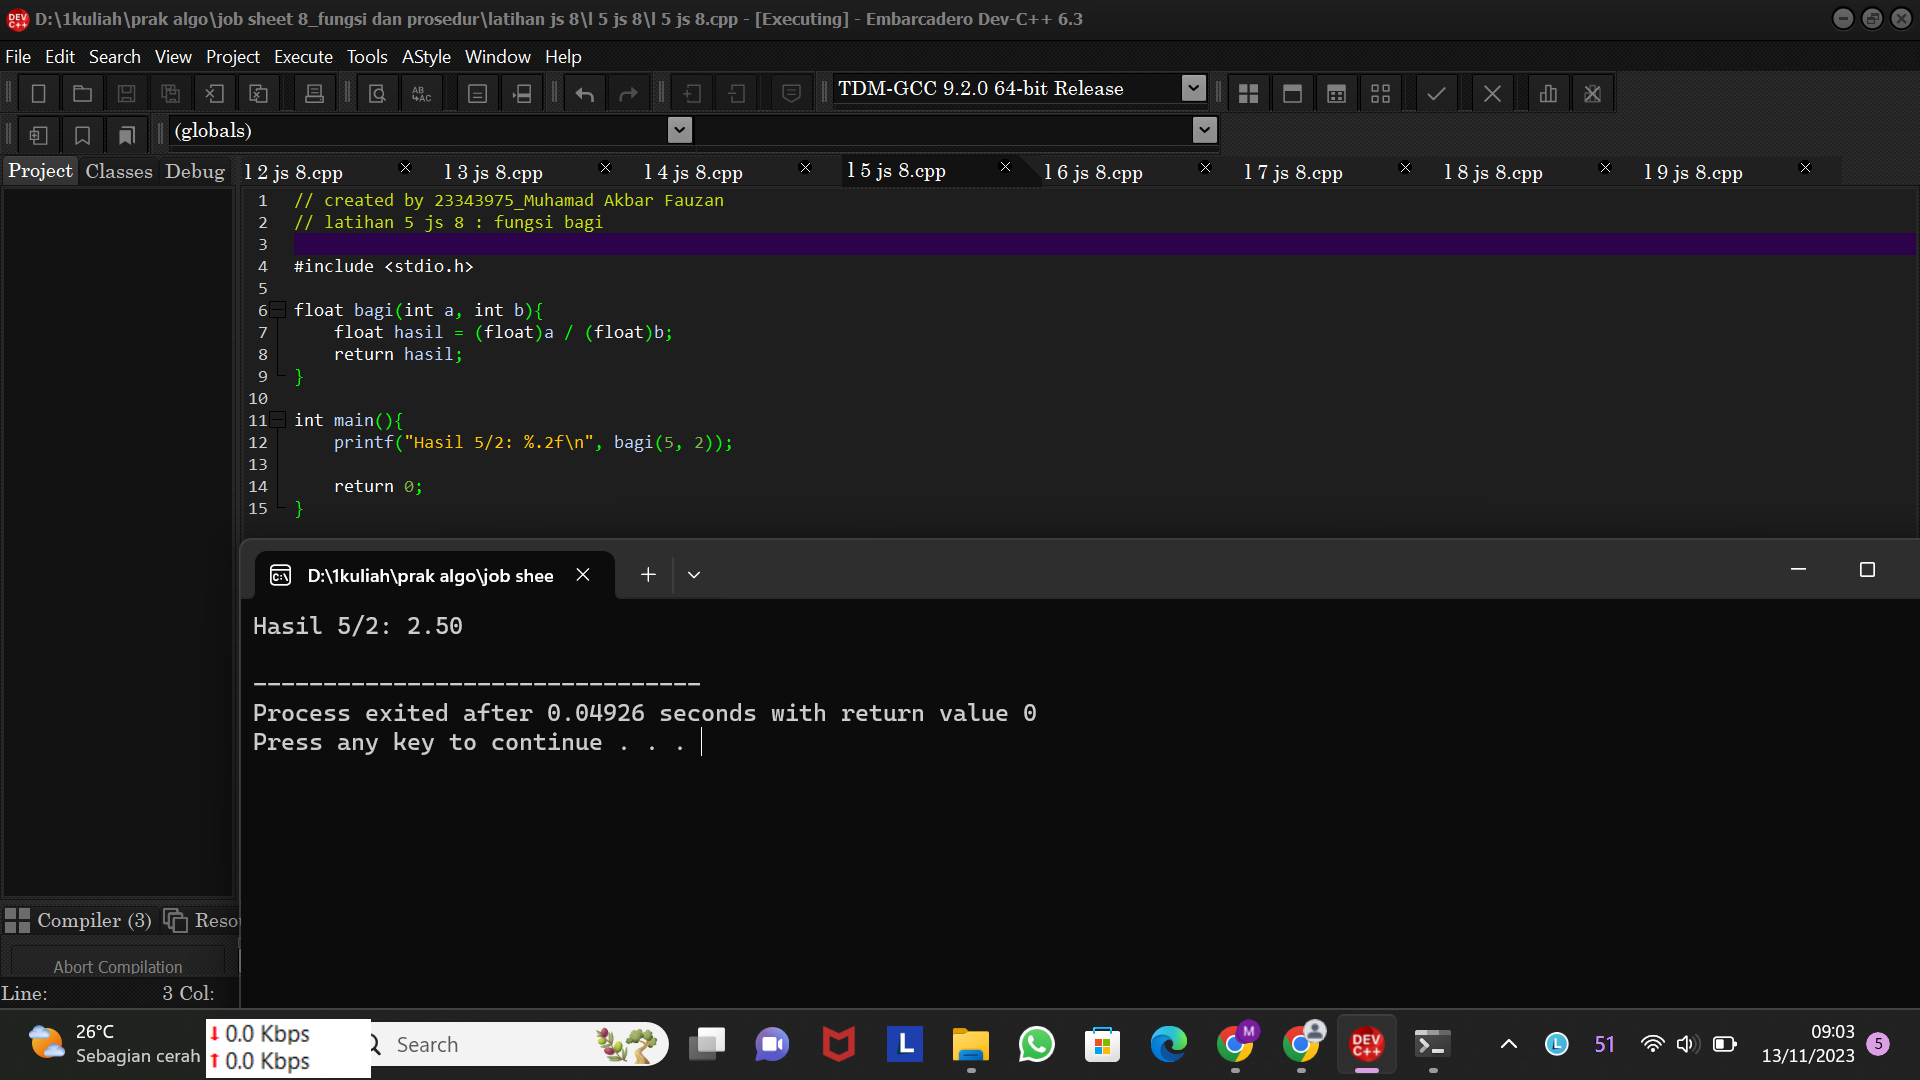 D:\1kuliah\prak algo\job sheet 8_fungsi dan prosedur\latihan js 8\l 5 js 8\l 5 js 8.cpp - [Executing] - Embarcadero Dev-C++ 6.3
File Edit Search View Project Execute Tools AStyle Window Help
TDM-GCC 9.2.0 64-bit Release
(globals)
Project Classes Debug
l 2 js 8.cpp l 3 js 8.cpp l 4 js 8.cpp l 5 js 8.cpp l 6 js 8.cpp l 7 js 8.cpp l 8 js 8.cpp l 9 js 8.cpp
1 // created by 23343975_Muhamad Akbar Fauzan
2 // latihan 5 js 8 : fungsi bagi
3
4 #include <stdio.h>
5
6 float bagi(int a, int b){
7 float hasil = (float)a / (float)b;
8 return hasil;
9 }
10
11 int main(){
12 printf("Hasil 5/2: %.2f\n", bagi(5, 2));
13
14 return 0;
15 }
D:\1kuliah\prak algo\job shee
Hasil 5/2: 2.50
--------------------------------
Process exited after 0.04926 seconds with return value 0
Press any key to continue . . .
Compiler (3) Reso
Abort Compilation
Line: 3 Col:
26°C
Sebagian cerah
0.0 Kbps
0.0 Kbps
Search
M
DEV C++
L
L
51
09:03
13/11/2023
5